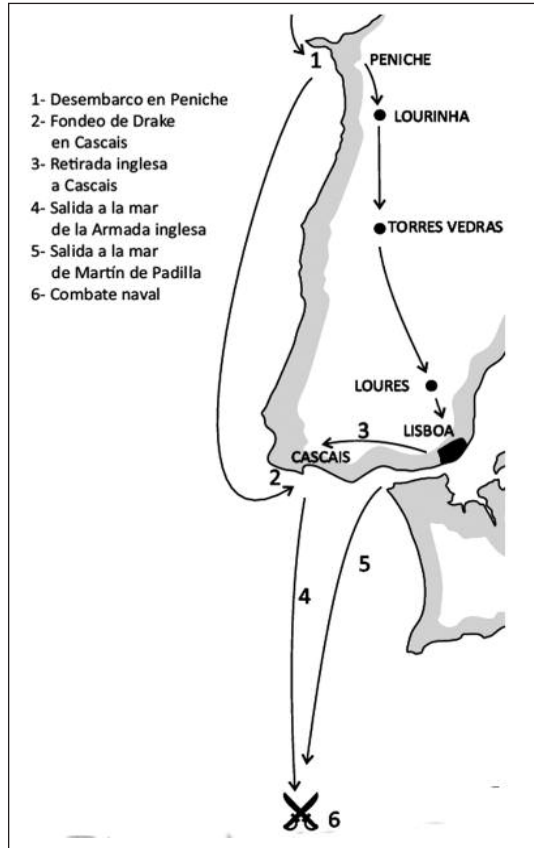 1
PENICHE
1- Desembarco en Peniche
2- Fondeo de Drake
en Cascais
3- Retirada inglesa
a Cascais
4- Salida a la mar
de la Armada inglesa
5- Salida a la mar
de Martín de Padilla
6- Combate naval
LOURINHA
TORRES VEDRAS
LOURES
LISBOA
3
CASCAIS
2
5
4
6